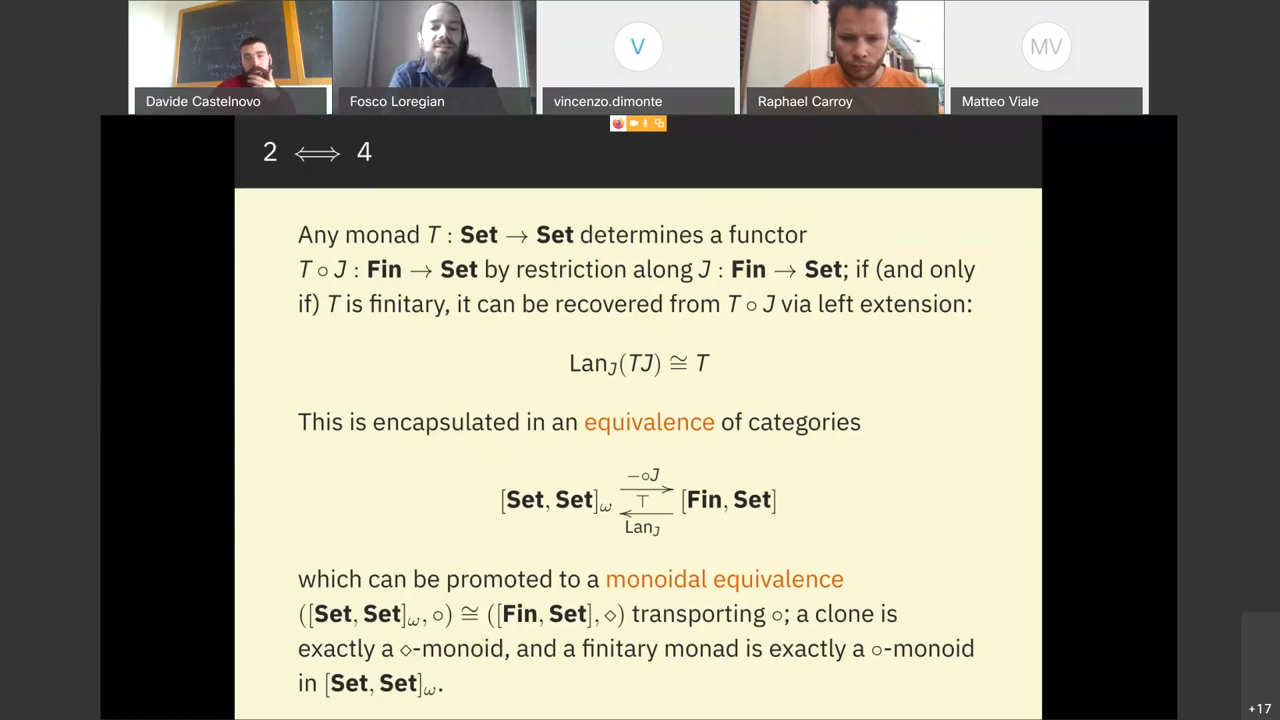 Davide Castelnovo
Fosco Loregian
V
vincenzo.dimonte
Raphael Carroy
MV
Matteo Viale
2 ⟺ 4
Any monad T : Set → Set determines a functor
T ∘ J : Fin → Set by restriction along J : Fin → Set; if (and only
if) T is finitary, it can be recovered from T ∘ J via left extension:
Lan_J(TJ) ≅ T
This is encapsulated in an equivalence of categories
−∘J
[Set, Set]_ω ⊤ [Fin, Set]
Lan_J
which can be promoted to a monoidal equivalence
([Set, Set]_ω, ∘) ≅ ([Fin, Set], ⋄) transporting ∘; a clone is
exactly a ⋄-monoid, and a finitary monad is exactly a ∘-monoid
in [Set, Set]_ω.
+17